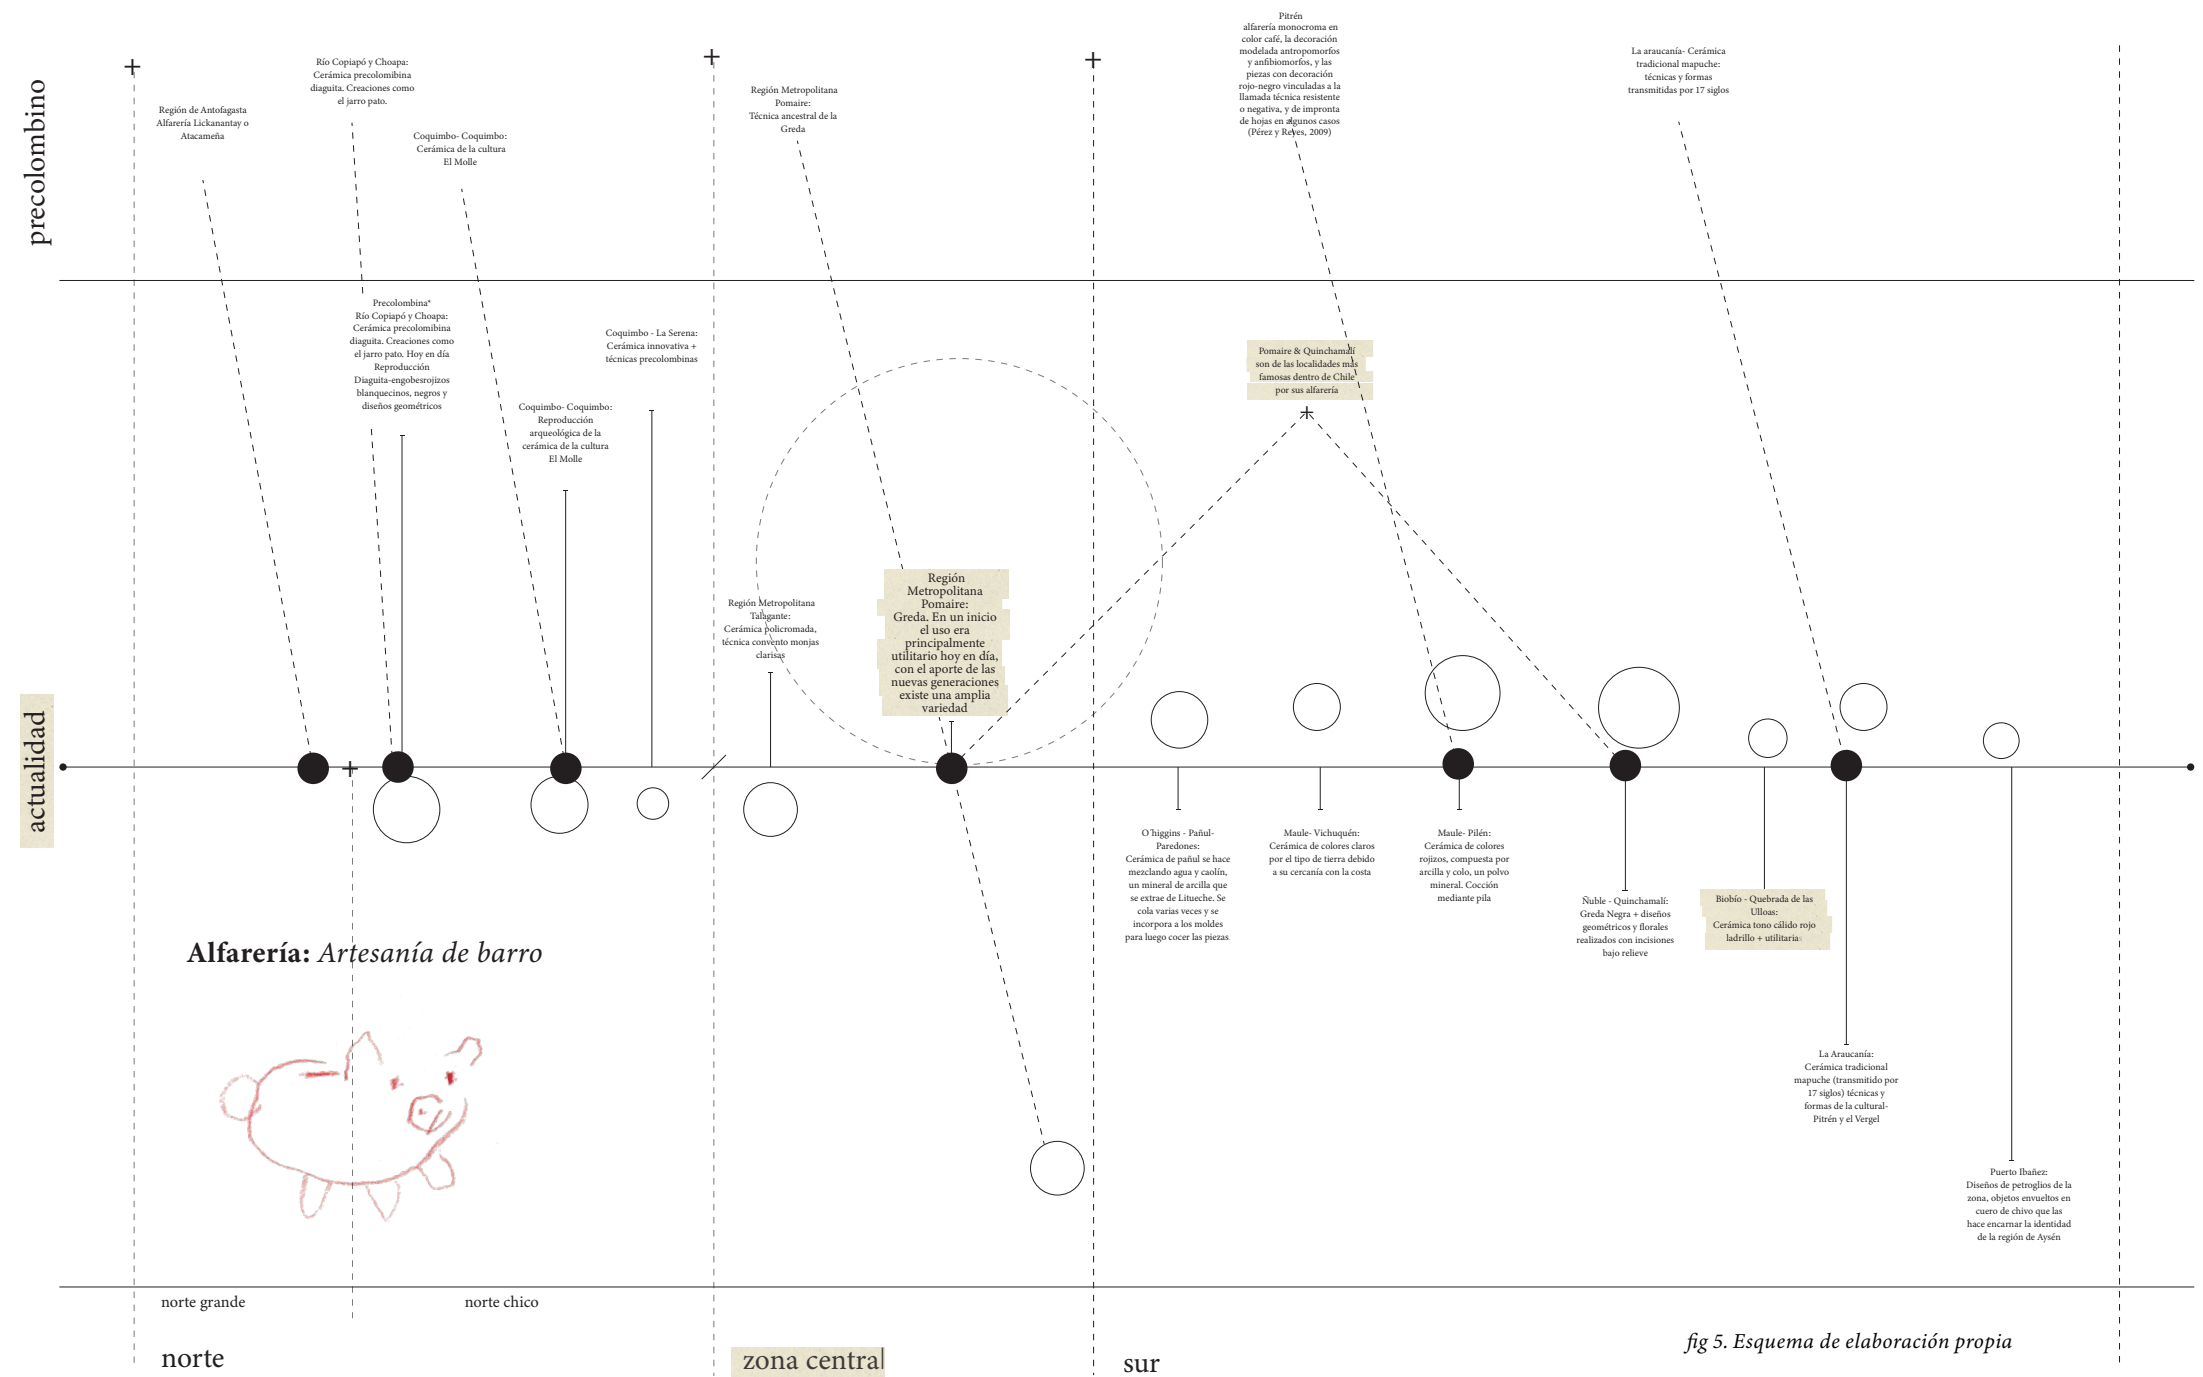 precolombino
Región de Antofagasta
Alfarería Lickanantay o
Atacameña
Río Copiapó y Choapa:
Cerámica precolomibina
diaguita. Creaciones como
el jarro pato.
Coquimbo- Coquimbo:
Cerámica de la cultura
El Molle
Región Metropolitana
Pomaire:
Técnica ancestral de la
Greda
Pitrén
alfarería monocroma en
color café, la decoración
modelada antropomorfos
y anfibiomorfos, y las
piezas con decoración
rojo-negro vinculadas a la
llamada técnica resistente
o negativa, y de impronta
de hojas en algunos casos
(Pérez y Reyes, 2009)
La araucanía- Cerámica
tradicional mapuche:
técnicas y formas
transmitidas por 17 siglos
Precolombina*
Río Copiapó y Choapa:
Cerámica precolomibina
diaguita. Creaciones como
el jarro pato. Hoy en día
Reproducción
Diaguita-engobesrojizos
blanquecinos, negros y
diseños geométricos
Coquimbo- Coquimbo:
Reproducción
arqueológica de la
cerámica de la cultura
El Molle
Coquimbo - La Serena:
Cerámica innovativa +
técnicas precolombinas
Pomaire & Quinchamalí
son de las localidades más
famosas dentro de Chile
por sus alfarería
Región Metropolitana
Talagante:
Cerámica policromada,
técnica convento monjas
clarisas
Región
Metropolitana
Pomaire:
Greda. En un inicio
el uso era
principalmente
utilitario hoy en día,
con el aporte de las
nuevas generaciones
existe una amplia
variedad
actualidad
O'higgins - Pañul-
Paredones:
Cerámica de pañul se hace
mezclando agua y caolín,
un mineral de arcilla que
se extrae de Litueche. Se
cola varias veces y se
incorpora a los moldes
para luego cocer las piezas.
Maule- Vichuquén:
Cerámica de colores claros
por el tipo de tierra debido
a su cercanía con la costa
Maule- Pilén:
Cerámica de colores
rojizos, compuesta por
arcilla y colo, un polvo
mineral. Cocción
mediante pila
Ñuble - Quinchamalí:
Greda Negra + diseños
geométricos y florales
realizados con incisiones
bajo relieve
Biobío - Quebrada de las
Ulloas:
Cerámica tono cálido rojo
ladrillo + utilitaria
La Araucanía:
Cerámica tradicional
mapuche (transmitido por
17 siglos) técnicas y
formas de la cultural-
Pitrén y el Vergel
Puerto Ibañez:
Diseños de petroglios de la
zona, objetos envueltos en
cuero de chivo que las
hace encarnar la identidad
de la región de Aysén
Alfarería: Artesanía de barro
norte grande
norte chico
norte
zona central
sur
fig 5. Esquema de elaboración propia